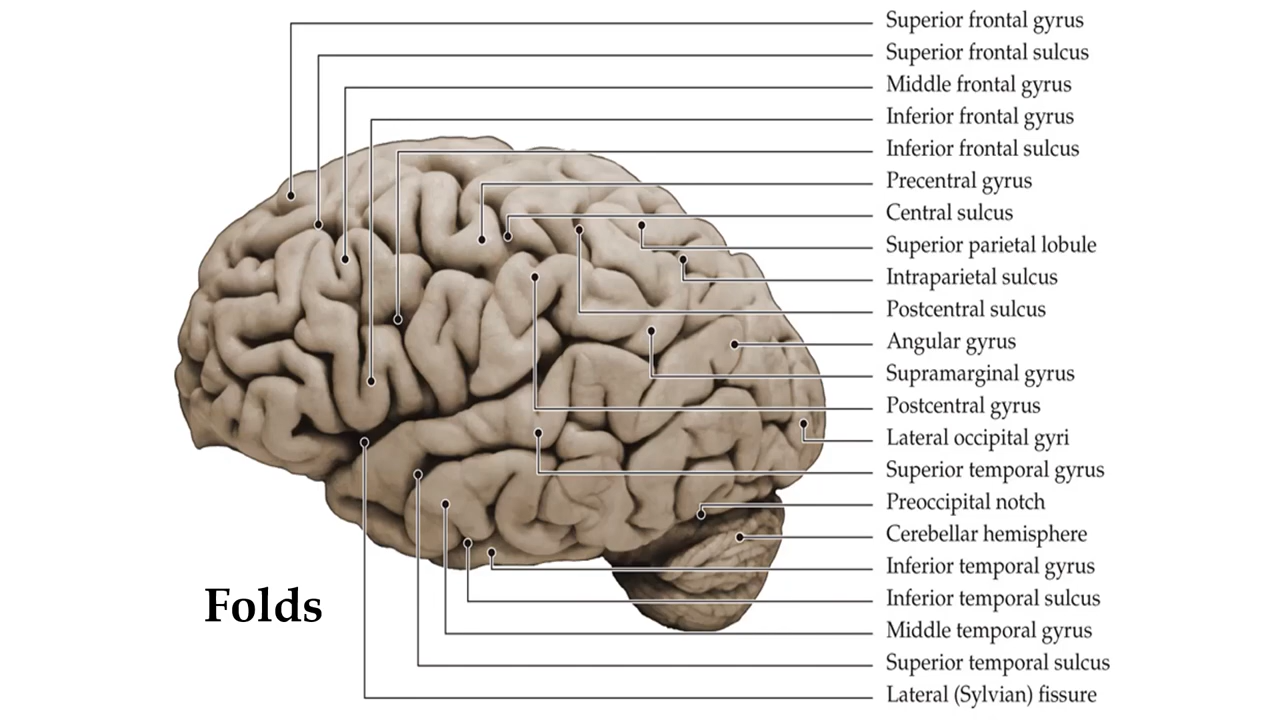 Superior frontal gyrus
Superior frontal sulcus
Middle frontal gyrus
Inferior frontal gyrus
Inferior frontal sulcus
Precentral gyrus
Central sulcus
Superior parietal lobule
Intraparietal sulcus
Postcentral sulcus
Angular gyrus
Supramarginal gyrus
Postcentral gyrus
Lateral occipital gyri
Superior temporal gyrus
Preoccipital notch
Cerebellar hemisphere
Inferior temporal gyrus
Inferior temporal sulcus
Middle temporal gyrus
Superior temporal sulcus
Lateral (Sylvian) fissure
Folds